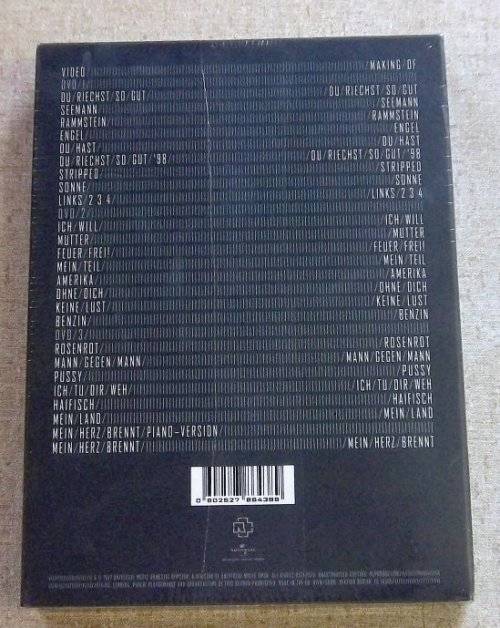 VIDEO MAKING/OF
DVD/1
DU/RIECHST/SO/GUT /DU/RIECHST/SO/GUT
SEEMANN /SEEMANN
RAMMSTEIN /RAMMSTEIN
ENGEL /ENGEL
DU/HAST /DU/HAST
DU/RIECHST/SO/GUT/'98 /DU/RIECHST/SO/GUT/'98
STRIPPED /STRIPPED
SONNE /SONNE
LINKS/2 3 4/ /LINKS/2 3 4
DVD/2
ICH/WILL/ /ICH/WILL
MUTTER/ /MUTTER
FEUER/FREI!/ /FEUER/FREI!
MEIN/TEIL/ /MEIN/TEIL
AMERIKA/ /AMERIKA
OHNE/DICH/ /OHNE/DICH
KEINE/LUST/ /KEINE/LUST
BENZIN/ /BENZIN
DVD/3
ROSENROT/ /ROSENROT
MANN/GEGEN/MANN/ /MANN/GEGEN/MANN
PUSSY/ /PUSSY
ICH/TU/DIR/WEH/ /ICH/TU/DIR/WEH
HAIFISCH/ /HAIFISCH
MEIN/LAND/ /MEIN/LAND
MEIN/HERZ/BRENNT/PIANO-VERSION/
MEIN/HERZ/BRENNT/ /MEIN/HERZ/BRENNT